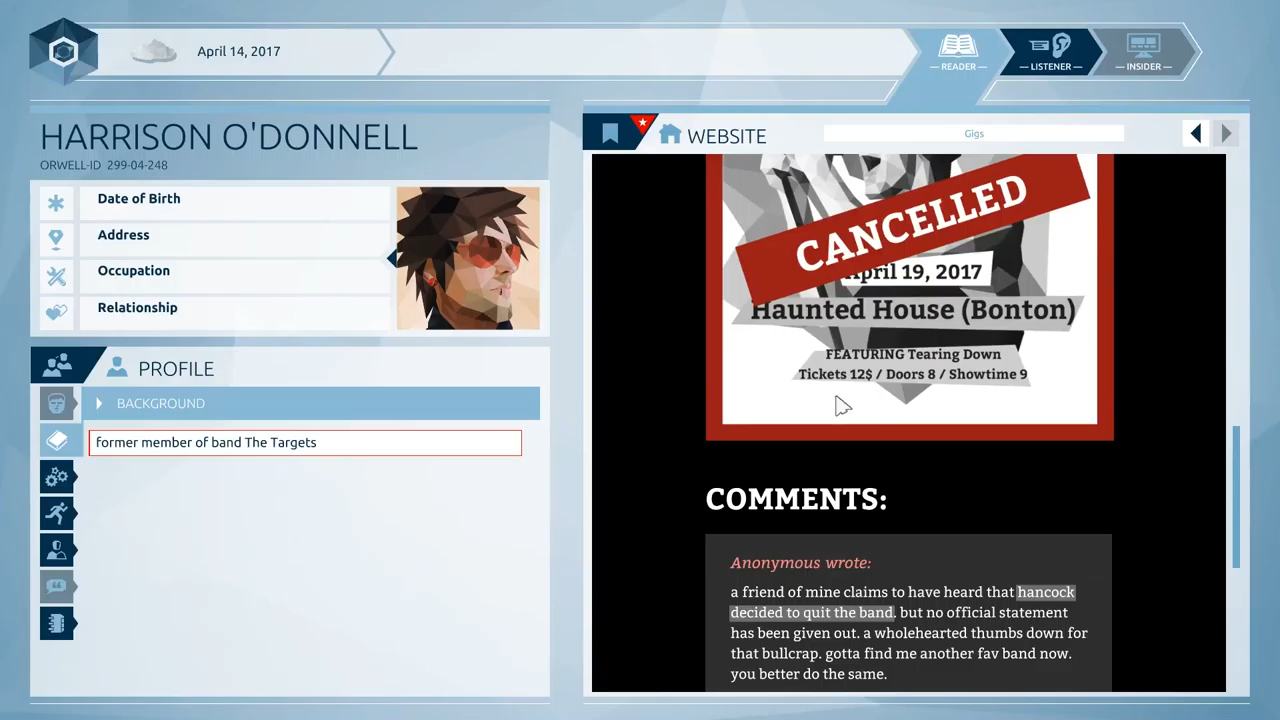 April 14, 2017
READER
LISTENER
INSIDER
HARRISON O'DONNELL
ORWELL-ID 299-04-248
Date of Birth
Address
Occupation
Relationship
PROFILE
BACKGROUND
former member of band The Targets
WEBSITE
Gigs
CANCELLED
April 19, 2017
Haunted House (Bonton)
FEATURING Tearing Down
Tickets 12$ / Doors 8 / Showtime 9
COMMENTS:
Anonymous wrote:
a friend of mine claims to have heard that hancock
decided to quit the band. but no official statement
has been given out. a wholehearted thumbs down for
that bullcrap. gotta find me another fav band now.
you better do the same.